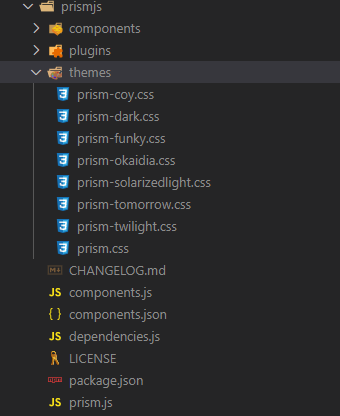 prismjs
components
plugins
themes
prism-coy.css
prism-dark.css
prism-funky.css
prism-okaidia.css
prism-solarizedlight.css
prism-tomorrow.css
prism-twilight.css
prism.css
CHANGELOG.md
JS components.js
{ } components.json
JS dependencies.js
LICENSE
package.json
JS prism.js